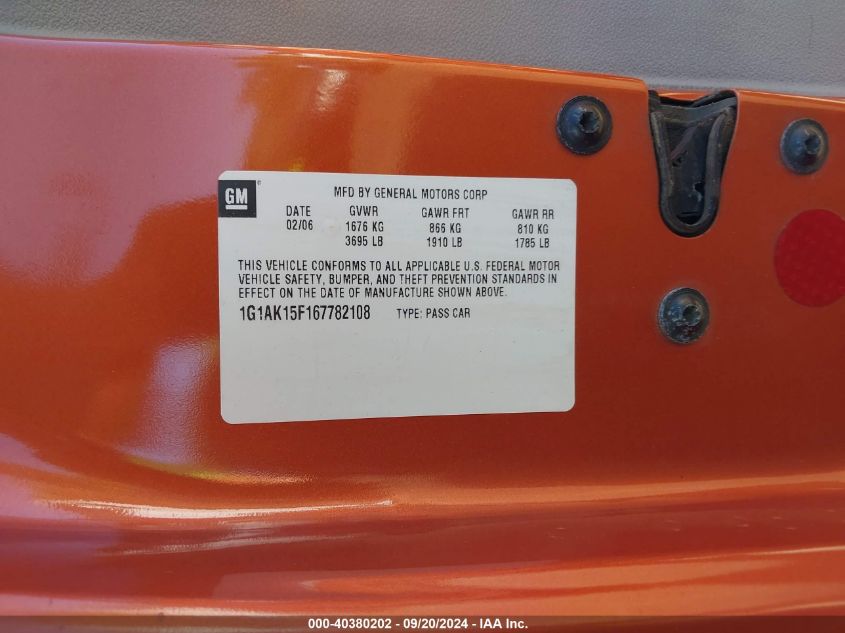 GM
MFD BY GENERAL MOTORS CORP
DATE GVWR GAWR FRT GAWR RR
02/06 1676 KG 866 KG 810 KG
3695 LB 1910 LB 1785 LB
THIS VEHICLE CONFORMS TO ALL APPLICABLE U.S. FEDERAL MOTOR
VEHICLE SAFETY, BUMPER, AND THEFT PREVENTION STANDARDS IN
EFFECT ON THE DATE OF MANUFACTURE SHOWN ABOVE.
1G1AK15F167782108 TYPE: PASS CAR
000-40380202 - 09/20/2024 - IAA Inc.